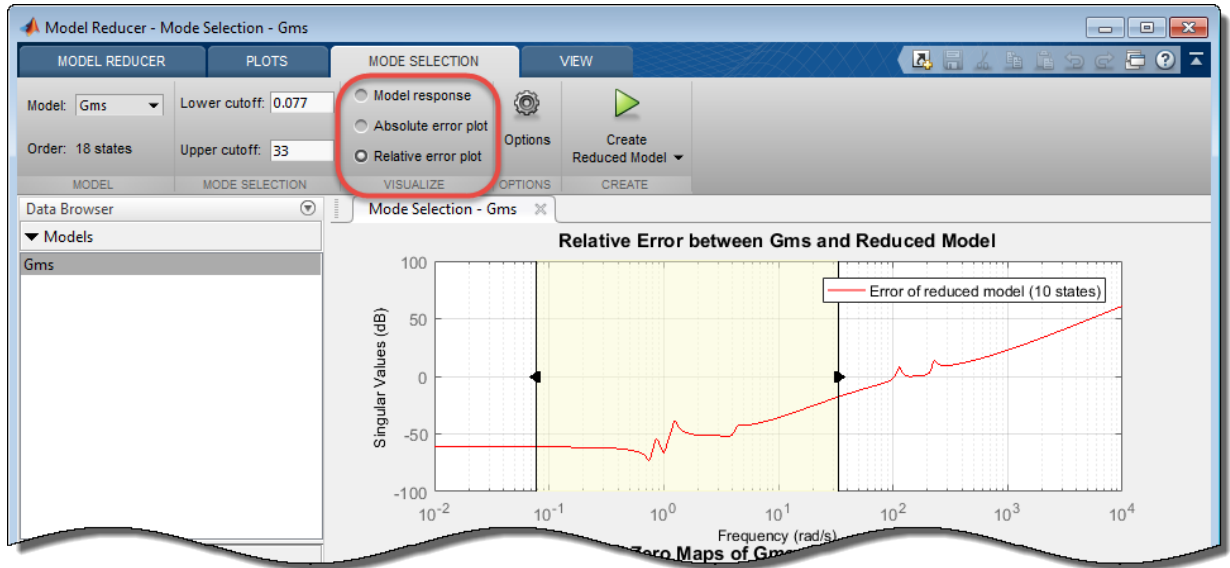 Model Reducer - Mode Selection - Gms
MODEL REDUCER PLOTS MODE SELECTION VIEW
Model: Gms
Order: 18 states
MODEL
Lower cutoff: 0.077
Upper cutoff: 33
MODE SELECTION
Model response
Absolute error plot
Relative error plot
VISUALIZE
Options
OPTIONS
Create
Reduced Model
CREATE
Data Browser
Models
Gms
Mode Selection - Gms
Relative Error between Gms and Reduced Model
Error of reduced model (10 states)
Singular Values (dB)
100
50
0
-50
-100
10^-2 10^-1 10^0 10^1 10^2 10^3 10^4
Frequency (rad/s)
Zero Maps of Gms